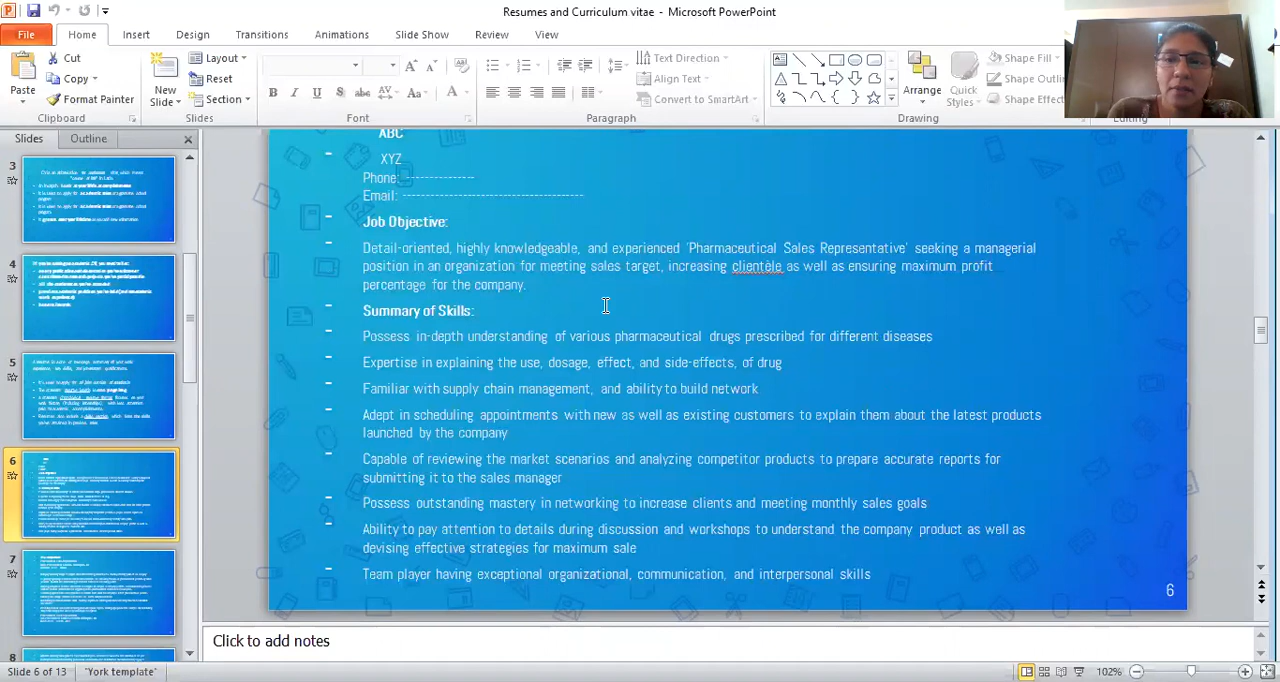 Resumes and Curriculum vitae - Microsoft PowerPoint
File Home Insert Design Transitions Animations Slide Show Review View
Cut
Copy
Format Painter
Paste
Clipboard
New
Slide
Layout
Reset
Section
Slides
Font
Paragraph
Text Direction
Align Text
Convert to SmartArt
Arrange
Quick
Styles
Shape Fill
Shape Outli
Shape Effec
Drawing
Editing
Slides Outline
3
4
5
6
7
8
ABC
XYZ
Phone: ---------------
Email: ----------------------------------------
Job Objective:
Detail-oriented, highly knowledgeable, and experienced 'Pharmaceutical Sales Representative' seeking a managerial
position in an organization for meeting sales target, increasing clientele as well as ensuring maximum profit
percentage for the company.
Summary of Skills:
Possess in-depth understanding of various pharmaceutical drugs prescribed for different diseases
Expertise in explaining the use, dosage, effect, and side-effects, of drug
Familiar with supply chain management, and ability to build network
Adept in scheduling appointments with new as well as existing customers to explain them about the latest products
launched by the company
Capable of reviewing the market scenarios and analyzing competitor products to prepare accurate reports for
submitting it to the sales manager
Possess outstanding mastery in networking to increase clients and meeting monthly sales goals
Ability to pay attention to details during discussion and workshops to understand the company product as well as
devising effective strategies for maximum sale
Team player having exceptional organizational, communication, and interpersonal skills
6
Click to add notes
Slide 6 of 13 "York template" 102%